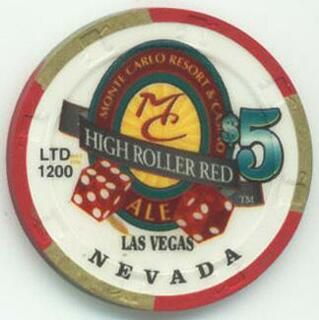 MONTE CARLO RESORT & CASINO
MC
$5
HIGH ROLLER RED
TM
LTD
1200
ALE
LAS VEGAS
NEVADA